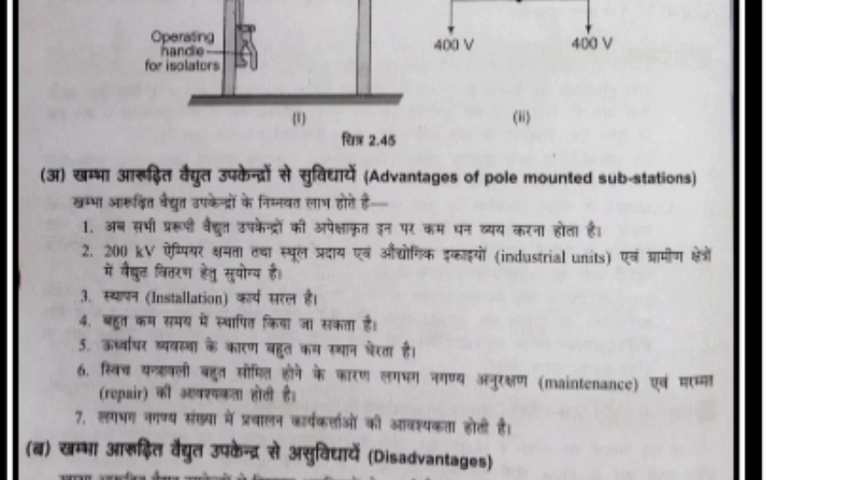 Operating
handle
for isolators
400 V 400 V
(i) (ii)
चित्र 2.45
(अ) खम्भा आरूढ़ित वैद्युत उपकेन्द्रों से सुविधायें (Advantages of pole mounted sub-stations)
खम्भा आरूढ़ित वैद्युत उपकेन्द्रों के निम्नवत लाभ होते है—
1. अब सभी प्ररूपी वैद्युत उपकेन्द्रों की अपेक्षाकृत इन पर कम धन व्यय करना होता है।
2. 200 kV ऐम्पियर क्षमता तथा स्थूल प्रदाय एवं औद्योगिक इकाइयों (industrial units) एवं ग्रामीण क्षेत्रों
में वैद्युत वितरण हेतु सुयोग्य है।
3. स्थापन (Installation) कार्य सरल है।
4. बहुत कम समय में स्थापित किया जा सकता है।
5. ऊर्ध्वाधर व्यवस्था के कारण बहुत कम स्थान घेरता है।
6. स्विच यन्त्रावली बहुत सीमित होने के कारण लगभग नगण्य अनुरक्षण (maintenance) एवं मरम्मत
(repair) की आवश्यकता होती है।
7. लगभग नगण्य संख्या में प्रचालन कार्यकर्त्ताओं की आवश्यकता होती है।
(ब) खम्भा आरूढ़ित वैद्युत उपकेन्द्र से असुविधायें (Disadvantages)